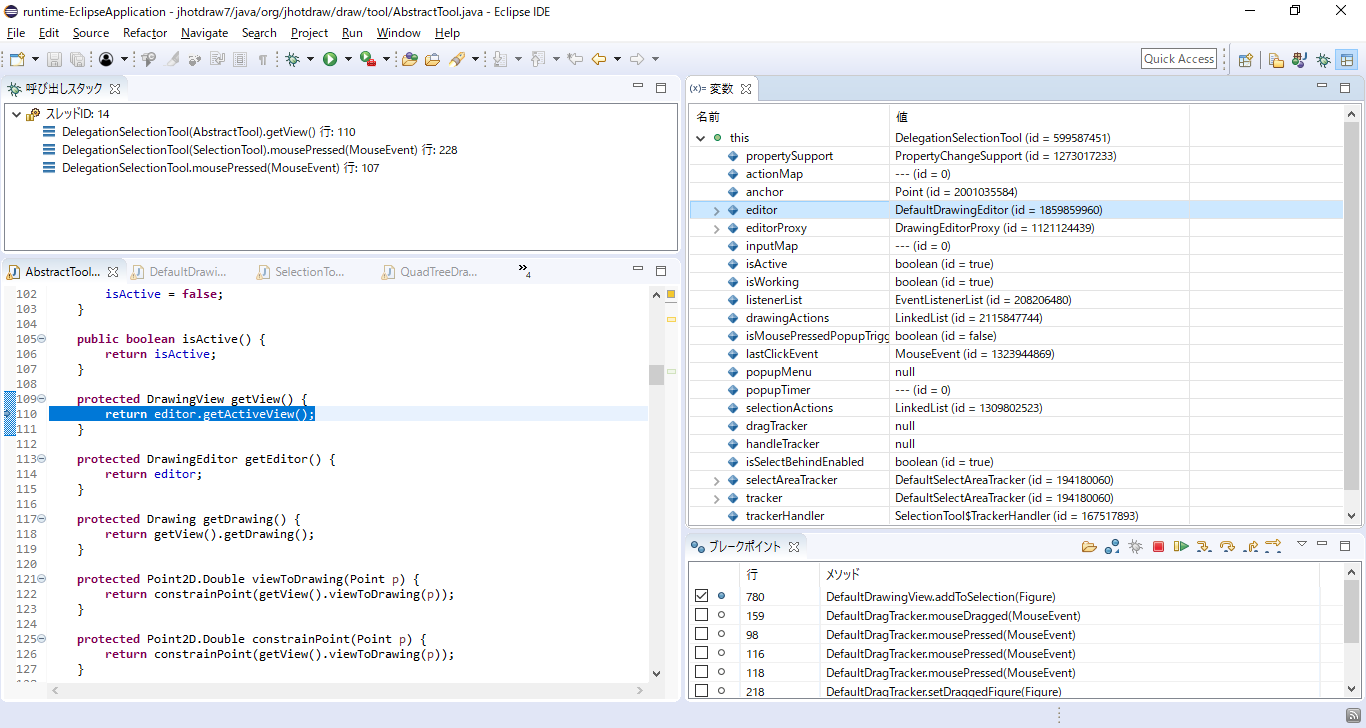 runtime-EclipseApplication - jhotdraw7/java/org/jhotdraw/draw/tool/AbstractTool.java - Eclipse IDE
File Edit Source Refactor Navigate Search Project Run Window Help
Quick Access
呼び出しスタック
スレッドID: 14
DelegationSelectionTool(AbstractTool).getView() 行: 110
DelegationSelectionTool(SelectionTool).mousePressed(MouseEvent) 行: 228
DelegationSelectionTool.mousePressed(MouseEvent) 行: 107
AbstractTool... DefaultDrawi... SelectionTo... QuadTreeDra... »4
102 isActive = false;
103 }
104
105 public boolean isActive() {
106 return isActive;
107 }
108
109 protected DrawingView getView() {
110 return editor.getActiveView();
111 }
112
113 protected DrawingEditor getEditor() {
114 return editor;
115 }
116
117 protected Drawing getDrawing() {
118 return getView().getDrawing();
119 }
120
121 protected Point2D.Double viewToDrawing(Point p) {
122 return constrainPoint(getView().viewToDrawing(p));
123 }
124
125 protected Point2D.Double constrainPoint(Point p) {
126 return constrainPoint(getView().viewToDrawing(p));
127 }
(x)= 変数
名前 値
this DelegationSelectionTool (id = 599587451)
propertySupport PropertyChangeSupport (id = 1273017233)
actionMap --- (id = 0)
anchor Point (id = 2001035584)
editor DefaultDrawingEditor (id = 1859859960)
editorProxy DrawingEditorProxy (id = 1121124439)
inputMap --- (id = 0)
isActive boolean (id = true)
isWorking boolean (id = true)
listenerList EventListenerList (id = 208206480)
drawingActions LinkedList (id = 2115847744)
isMousePressedPopupTrigg boolean (id = false)
lastClickEvent MouseEvent (id = 1323944869)
popupMenu null
popupTimer --- (id = 0)
selectionActions LinkedList (id = 1309802523)
dragTracker null
handleTracker null
isSelectBehindEnabled boolean (id = true)
selectAreaTracker DefaultSelectAreaTracker (id = 194180060)
tracker DefaultSelectAreaTracker (id = 194180060)
trackerHandler SelectionTool$TrackerHandler (id = 167517893)
ブレークポイント
行 メソッド
780 DefaultDrawingView.addToSelection(Figure)
159 DefaultDragTracker.mouseDragged(MouseEvent)
98 DefaultDragTracker.mousePressed(MouseEvent)
116 DefaultDragTracker.mousePressed(MouseEvent)
118 DefaultDragTracker.mousePressed(MouseEvent)
218 DefaultDragTracker.setDraggedFigure(Figure)